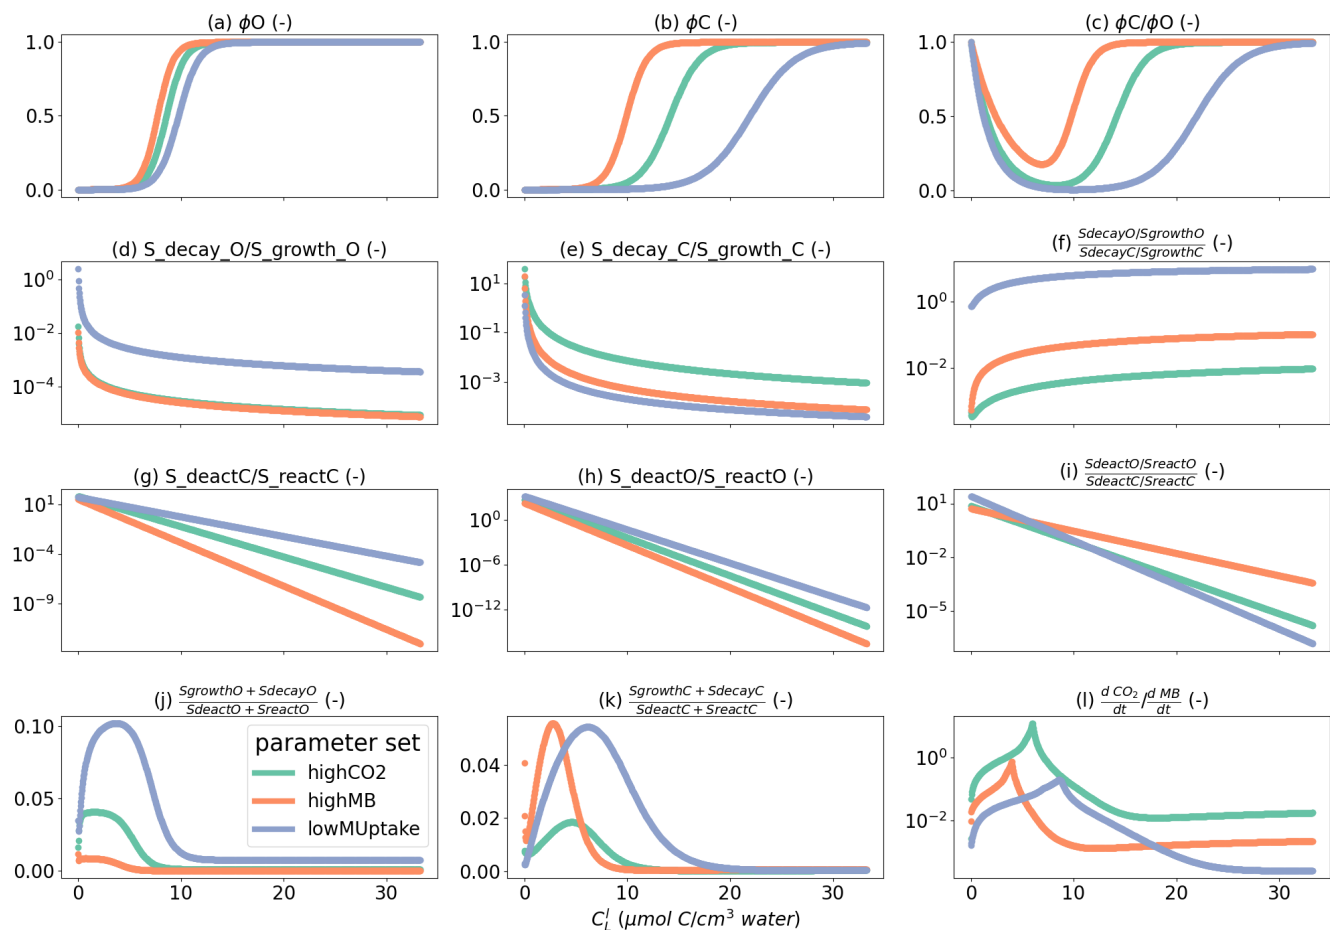 (a) ϕO (-)
(b) ϕC (-)
(c) ϕC/ϕO (-)
1.0
0.5
0.0
1.0
0.5
0.0
1.0
0.5
0.0
(d) S_decay_O/S_growth_O (-)
(e) S_decay_C/S_growth_C (-)
(f) SdecayO/SgrowthO / SdecayC/SgrowthC (-)
10^0
10^-2
10^-4
10^1
10^-1
10^-3
10^0
10^-2
(g) S_deactC/S_reactC (-)
(h) S_deactO/S_reactO (-)
(i) SdeactO/SreactO / SdeactC/SreactC (-)
10^1
10^-4
10^-9
10^0
10^-6
10^-12
10^1
10^-2
10^-5
(j) SgrowthO + SdecayO / SdeactO + SreactO (-)
(k) SgrowthC + SdecayC / SdeactC + SreactC (-)
(l) d CO2/dt / d MB/dt (-)
0.10
0.05
0.00
parameter set
highCO2
highMB
lowMUptake
0.04
0.02
0.00
10^0
10^-2
0 10 20 30
0 10 20 30
0 10 20 30
C_L^l (μmol C/cm^3 water)